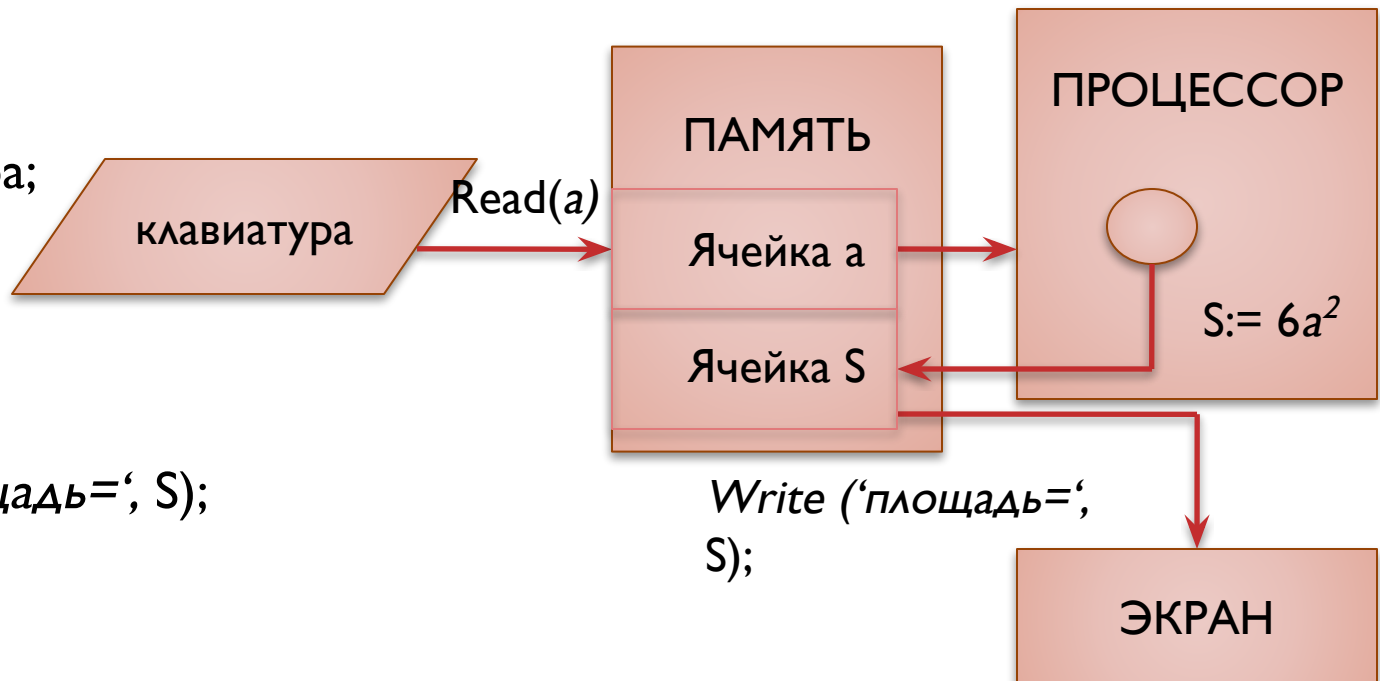 ПРОЦЕССОР
ПАМЯТЬ
а;
клавиатура
Read(a)
Ячейка а
S:= 6a²
Ячейка S
щадь=‘, S);
Write (‘площадь=‘,
S);
ЭКРАН